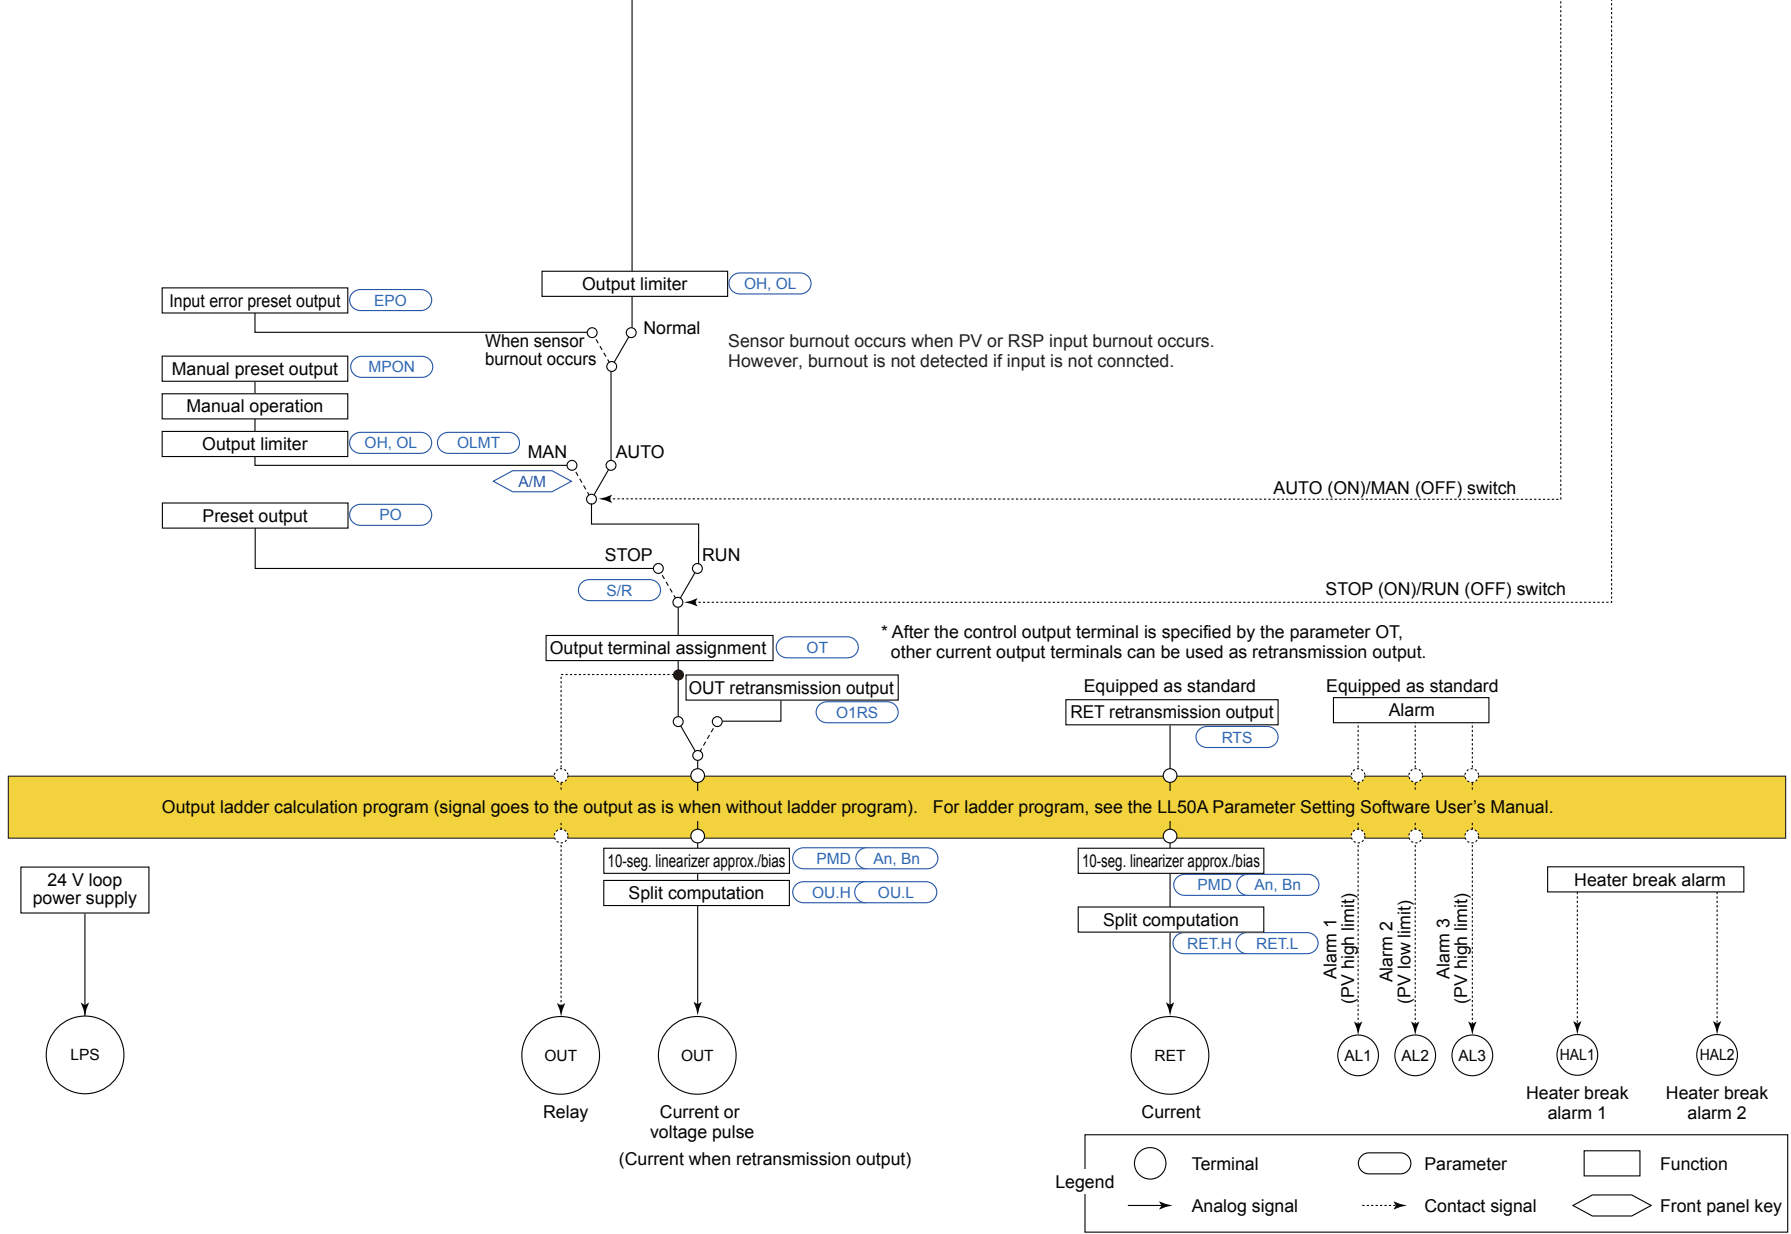 Output limiter
OH, OL
Input error preset output
EPO
Normal
When sensor
burnout occurs
Sensor burnout occurs when PV or RSP input burnout occurs.
However, burnout is not detected if input is not conncted.
Manual preset output
MPON
Manual operation
Output limiter
OH, OL
OLMT
MAN
AUTO
A/M
AUTO (ON)/MAN (OFF) switch
Preset output
PO
STOP
RUN
S/R
STOP (ON)/RUN (OFF) switch
Output terminal assignment
OT
* After the control output terminal is specified by the parameter OT,
other current output terminals can be used as retransmission output.
OUT retransmission output
O1RS
Equipped as standard
RET retransmission output
RTS
Equipped as standard
Alarm
Output ladder calculation program (signal goes to the output as is when without ladder program).   For ladder program, see the LL50A Parameter Setting Software User's Manual.
24 V loop
power supply
10-seg. linearizer approx./bias
PMD
An, Bn
Split computation
OU.H
OU.L
10-seg. linearizer approx./bias
PMD
An, Bn
Split computation
RET.H
RET.L
Alarm 1
(PV high limit)
Alarm 2
(PV low limit)
Alarm 3
(PV high limit)
Heater break alarm
LPS
OUT
OUT
RET
AL1
AL2
AL3
HAL1
HAL2
Relay
Current or
voltage pulse
(Current when retransmission output)
Current
Heater break
alarm 1
Heater break
alarm 2
Legend
Terminal
Parameter
Function
Analog signal
Contact signal
Front panel key